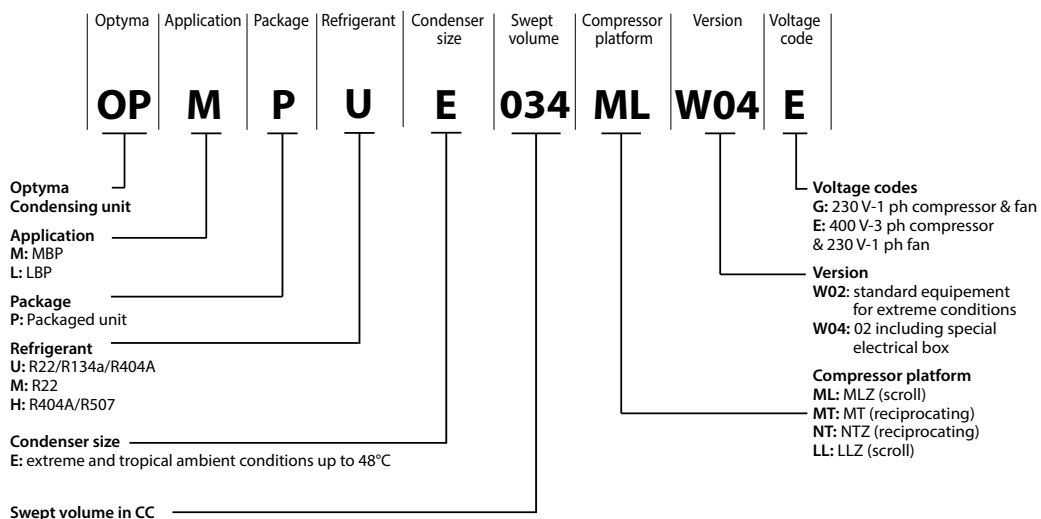 Optyma Application Package Refrigerant Condenser size Swept volume Compressor platform Version Voltage code
OP M P U E 034 ML W04 E
Optyma
Condensing unit
Application
M: MBP
L: LBP
Package
P: Packaged unit
Refrigerant
U: R22/R134a/R404A
M: R22
H: R404A/R507
Condenser size
E: extreme and tropical ambient conditions up to 48°C
Swept volume in CC
Voltage codes
G: 230 V-1 ph compressor & fan
E: 400 V-3 ph compressor
& 230 V-1 ph fan
Version
W02: standard equipement
for extreme conditions
W04: 02 including special
electrical box
Compressor platform
ML: MLZ (scroll)
MT: MT (reciprocating)
NT: NTZ (reciprocating)
LL: LLZ (scroll)